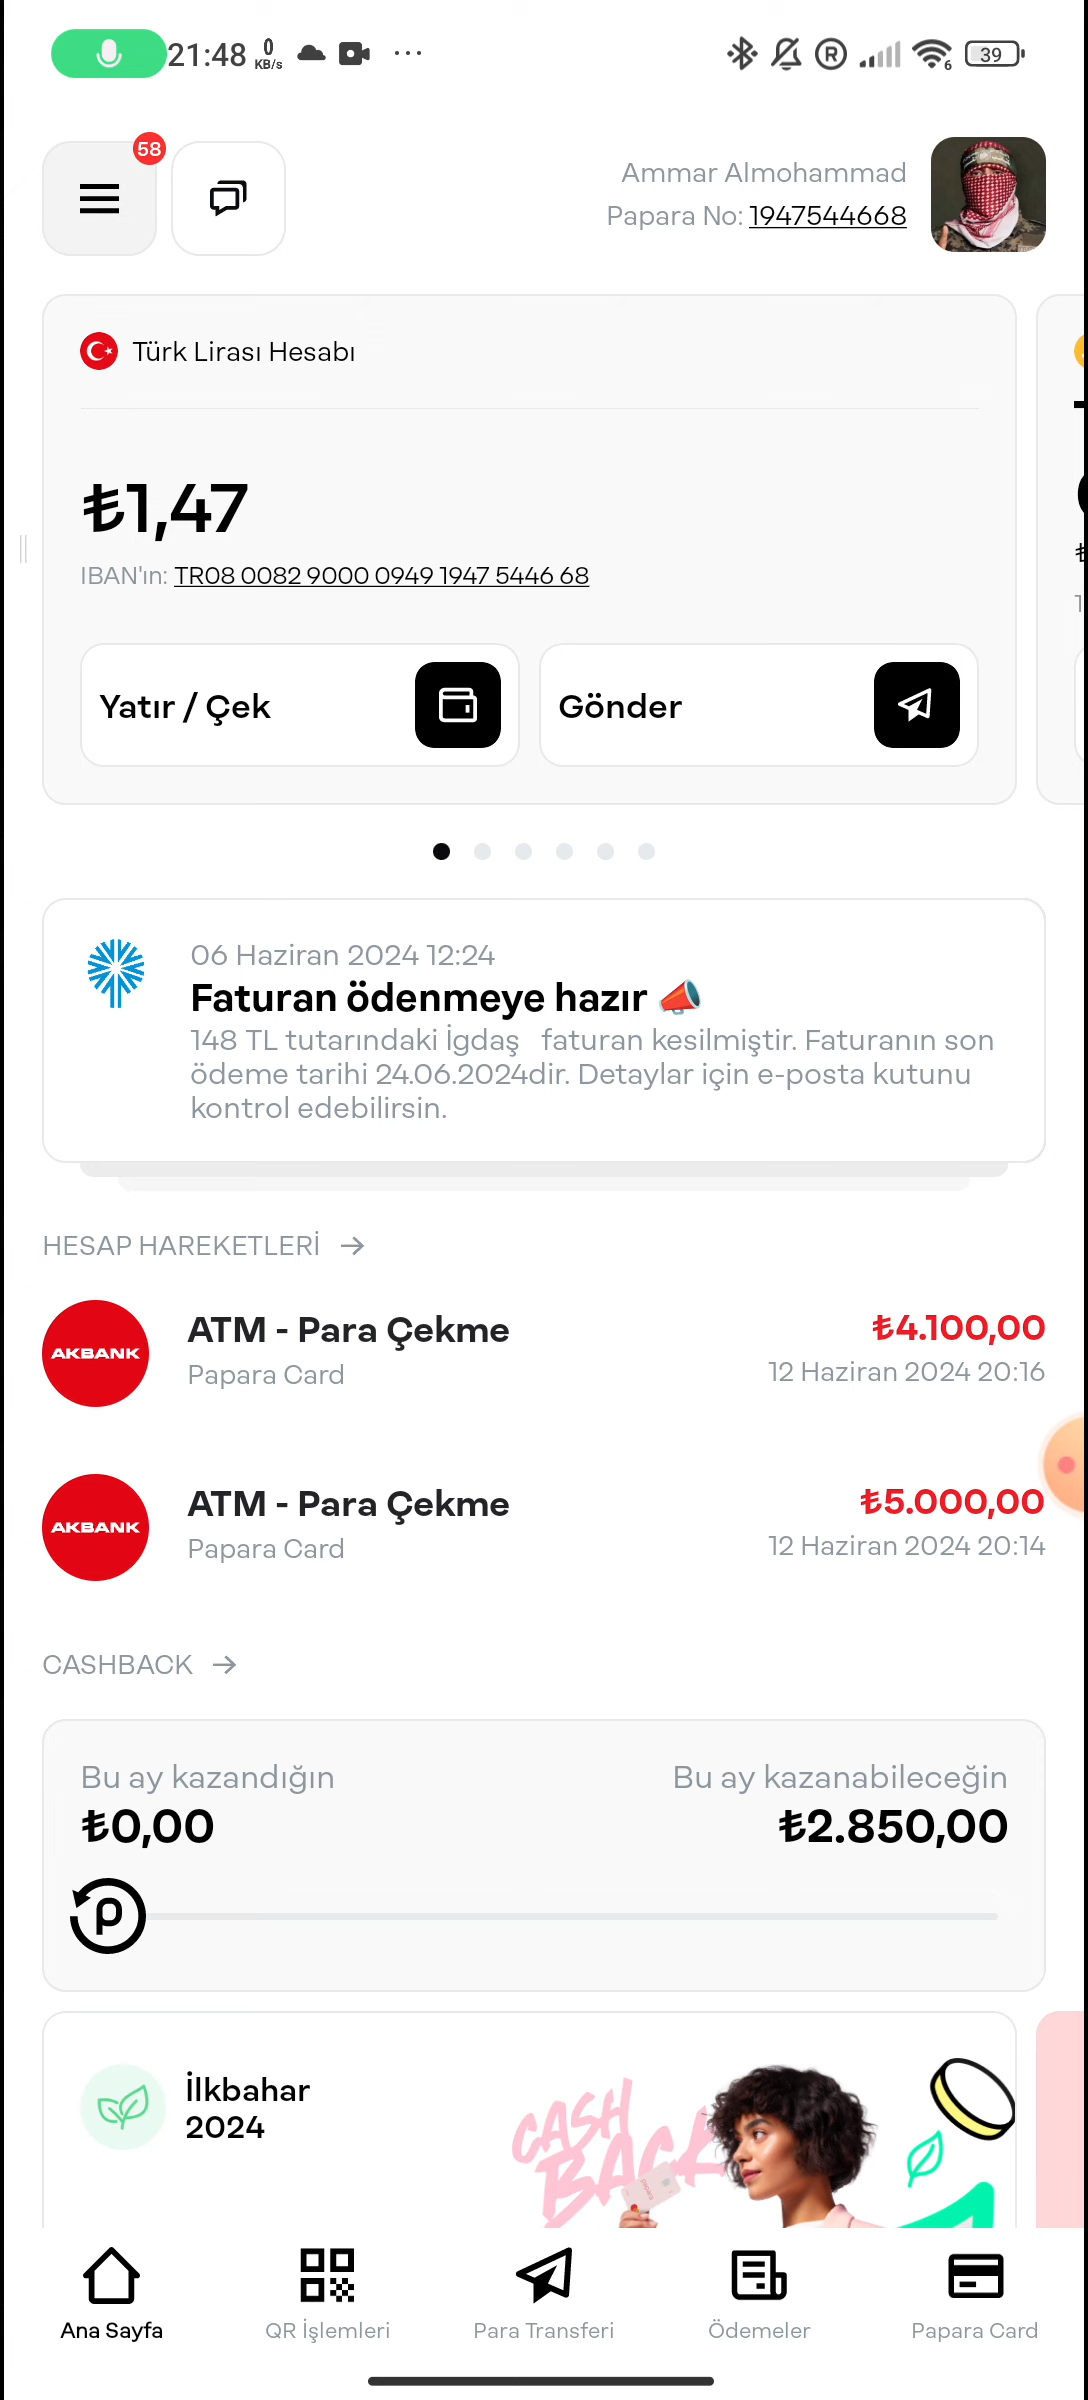 21:48 0 KB/s ... R 6 39
58
Ammar Almohammad
Papara No: 1947544668
Türk Lirası Hesabı
₺1,47
IBAN'ın: TR08 0082 9000 0949 1947 5446 68
Yatır / Çek
Gönder
06 Haziran 2024 12:24
Faturan ödenmeye hazır
148 TL tutarındaki İgdaş faturan kesilmiştir. Faturanın son
ödeme tarihi 24.06.2024dir. Detaylar için e-posta kutunu
kontrol edebilirsin.
HESAP HAREKETLERİ →
AKBANK
ATM - Para Çekme
₺4.100,00
Papara Card
12 Haziran 2024 20:16
AKBANK
ATM - Para Çekme
₺5.000,00
Papara Card
12 Haziran 2024 20:14
CASHBACK →
Bu ay kazandığın
Bu ay kazanabileceğin
₺0,00
₺2.850,00
İlkbahar
2024
CASH
BACK
Ana Sayfa
QR İşlemleri
Para Transferi
Ödemeler
Papara Card